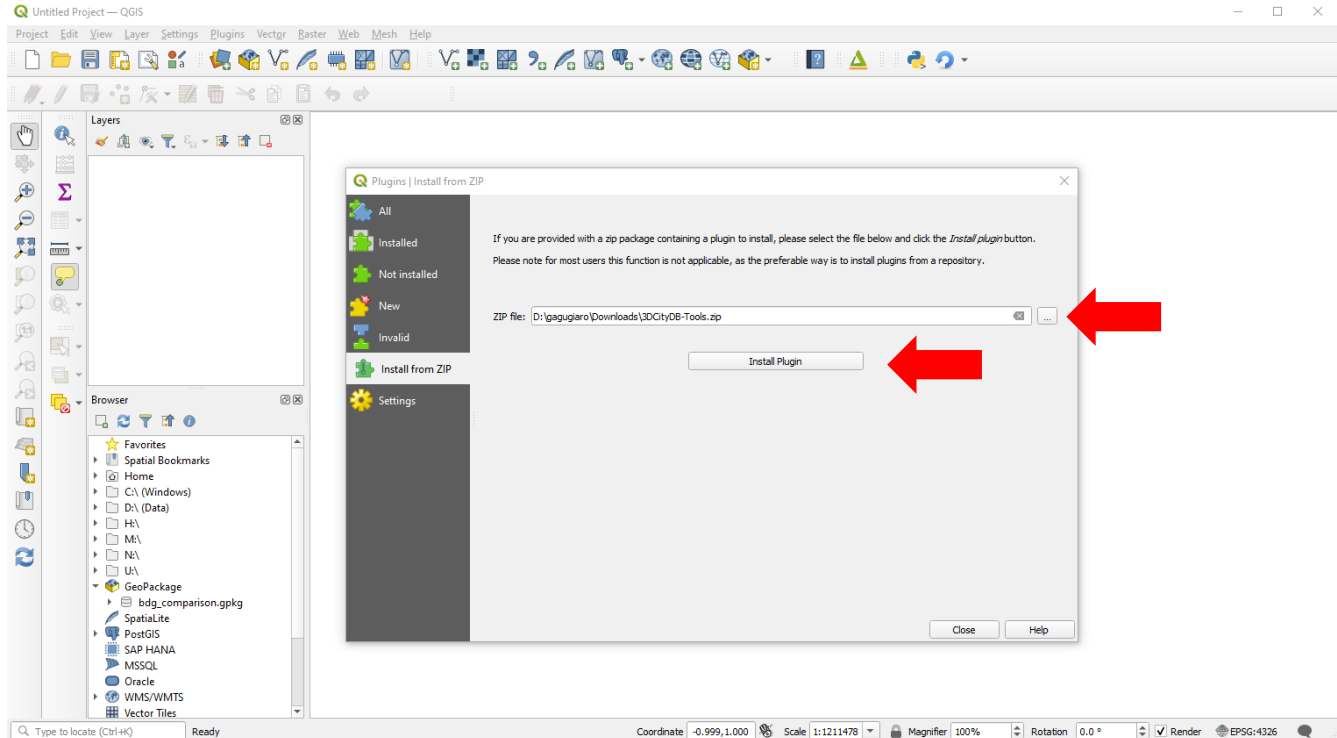 Untitled Project — QGIS
Project Edit View Layer Settings Plugins Vector Raster Web Mesh Help
Layers
Plugins | Install from ZIP
All
Installed
Not installed
New
Invalid
Install from ZIP
Settings
If you are provided with a zip package containing a plugin to install, please select the file below and click the Install plugin button.
Please note for most users this function is not applicable, as the preferable way is to install plugins from a repository.
ZIP file: D:\gagugiaro\Downloads\3DCityDB-Tools.zip ...
Install Plugin
Close Help
Browser
Favorites
Spatial Bookmarks
Home
C:\ (Windows)
D:\ (Data)
H:\
M:\
N:\
U:\
GeoPackage
bdg_comparison.gpkg
SpatiaLite
PostGIS
SAP HANA
MSSQL
Oracle
WMS/WMTS
Vector Tiles
Type to locate (Ctrl+K) Ready Coordinate -0.999,1.000 Scale 1:1211478 Magnifier 100% Rotation 0.0 ° Render EPSG:4326